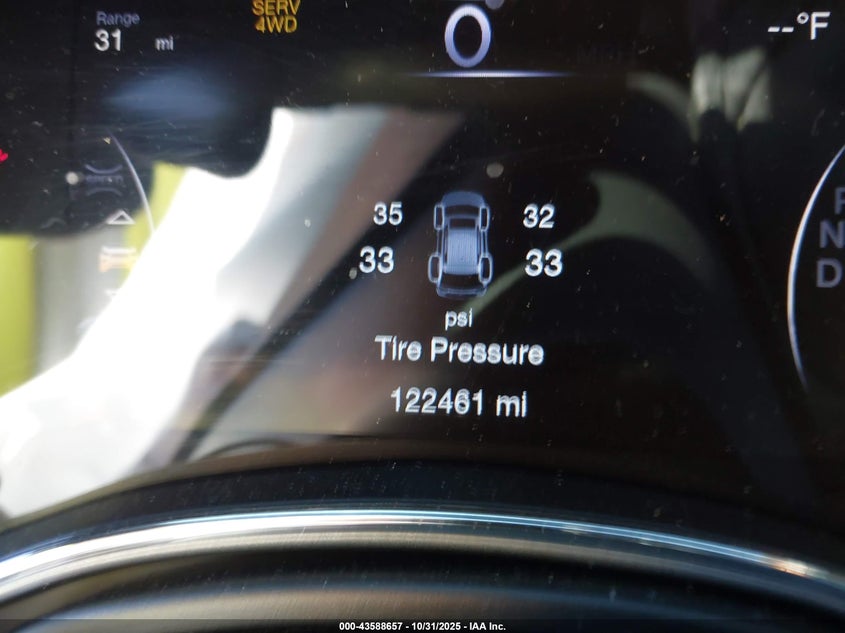 Range
31 mi
SERV
4WD
0
--°F
35 32
33 33
psi
Tire Pressure
122461 mi
N
D
000-43588657 - 10/31/2025 - IAA Inc.